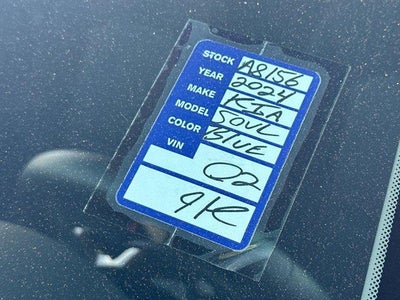 STOCK A8156
YEAR 2024
MAKE KIA
MODEL SOUL
COLOR BLUE
VIN
02
9K